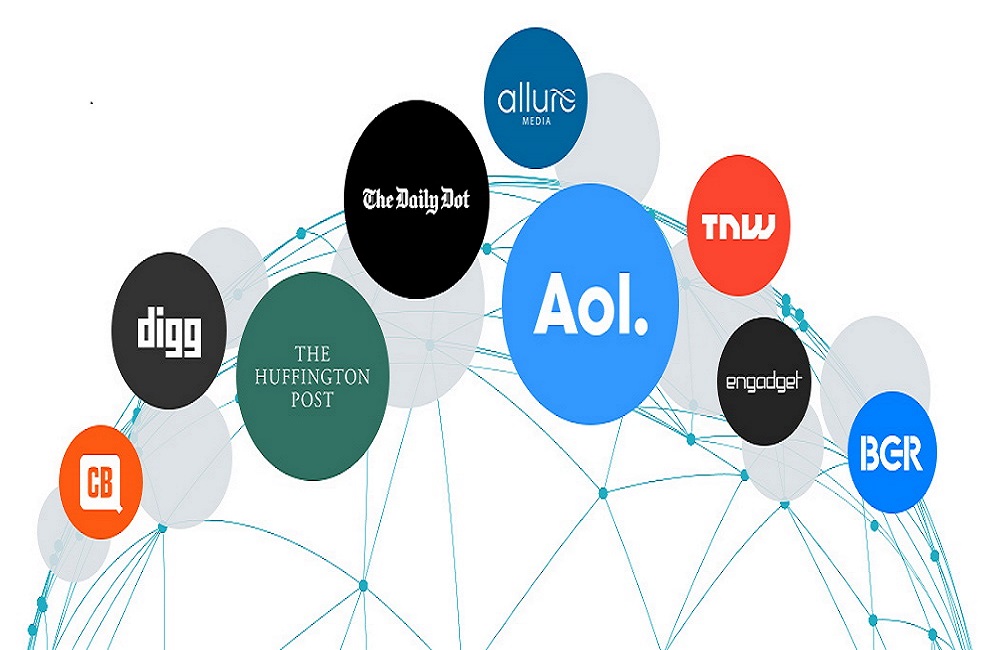 allure
MEDIA
The Daily Dot
TNW
Aol.
digg
THE
HUFFINGTON
POST
engadget
BGR
CB